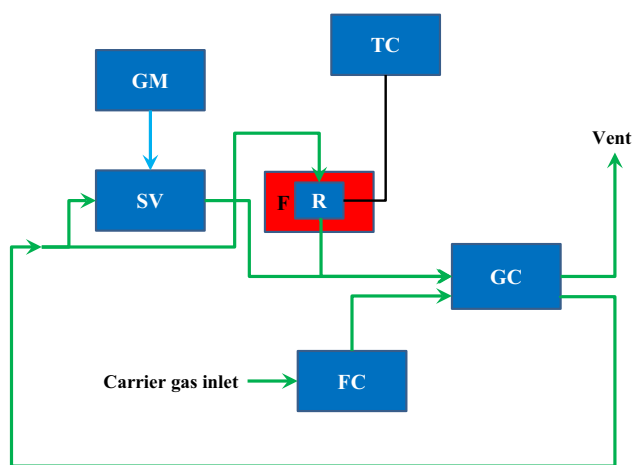 TC
GM
Vent
SV
F
R
GC
Carrier gas inlet
FC